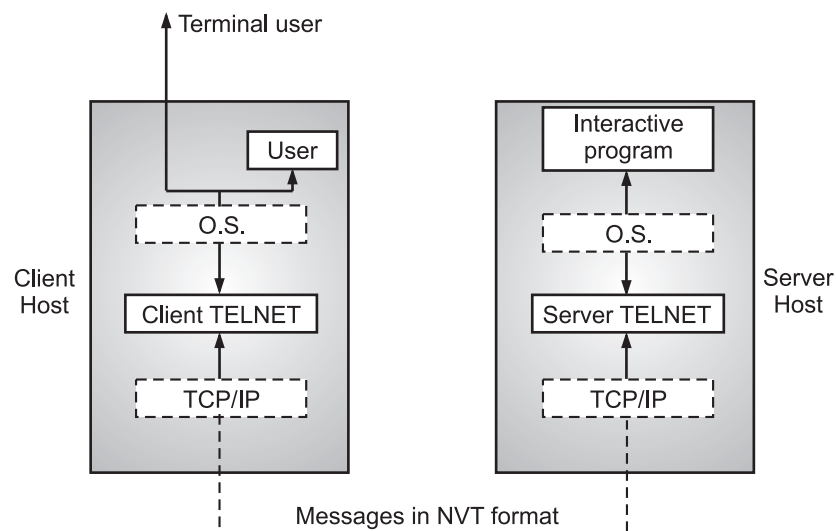 Terminal user
User
O.S.
Client
Host
Client TELNET
TCP/IP
Interactive
program
O.S.
Server TELNET
Server
Host
TCP/IP
Messages in NVT format